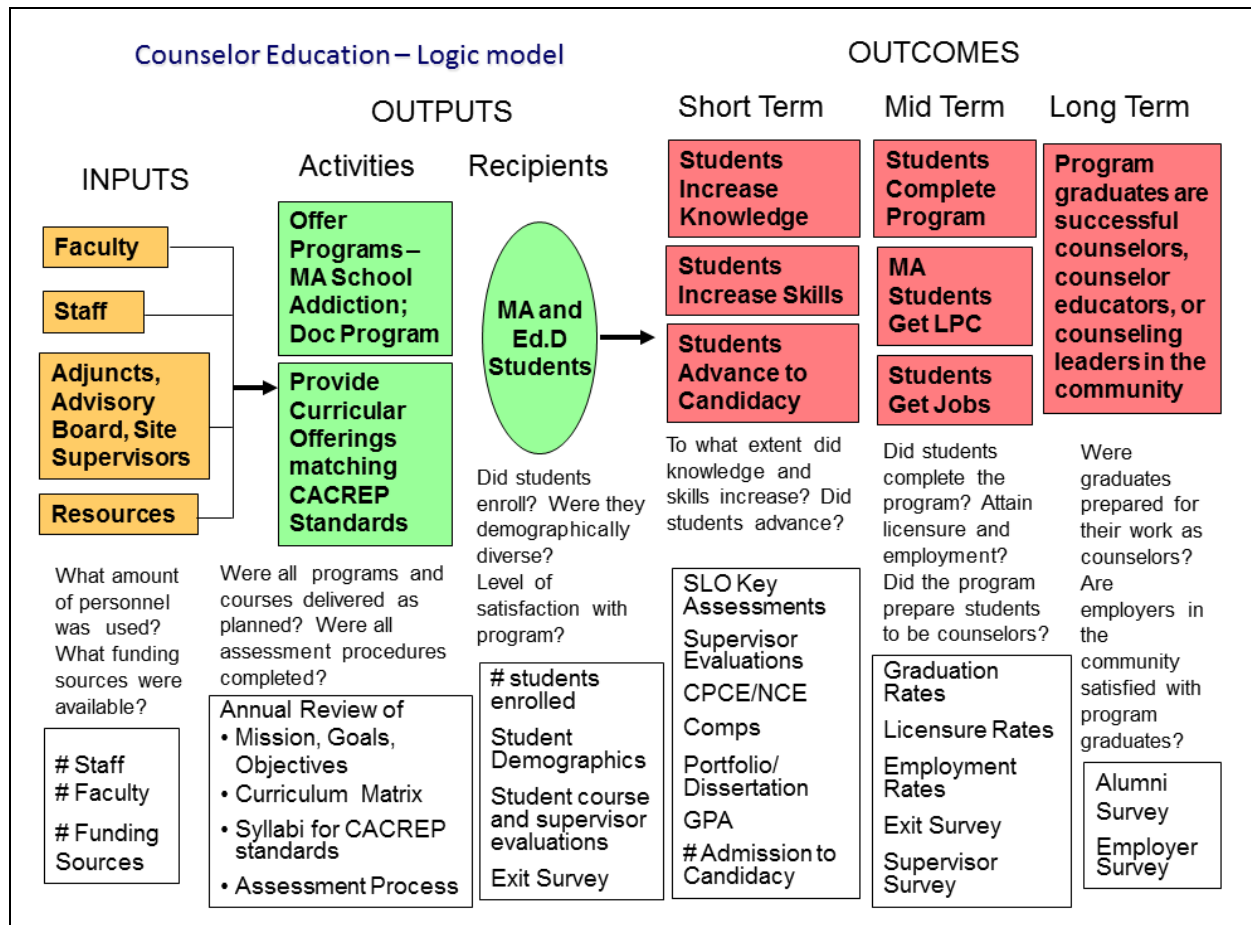 Counselor Education – Logic model
OUTCOMES
OUTPUTS
Short Term
Mid Term
Long Term
INPUTS
Activities
Recipients
Faculty
Staff
Adjuncts,
Advisory
Board, Site
Supervisors
Resources
What amount
of personnel
was used?
What funding
sources were
available?
# Staff
# Faculty
# Funding
Sources
Offer
Programs –
MA School
Addiction;
Doc Program
Provide
Curricular
Offerings
matching
CACREP
Standards
Were all programs and
courses delivered as
planned? Were all
assessment procedures
completed?
Annual Review of
• Mission, Goals,
Objectives
• Curriculum Matrix
• Syllabi for CACREP
standards
• Assessment Process
MA and
Ed.D
Students
Did students
enroll? Were they
demographically
diverse?
Level of
satisfaction with
program?
# students
enrolled
Student
Demographics
Student course
and supervisor
evaluations
Exit Survey
Students
Increase
Knowledge
Students
Increase Skills
Students
Advance to
Candidacy
To what extent did
knowledge and
skills increase? Did
students advance?
SLO Key
Assessments
Supervisor
Evaluations
CPCE/NCE
Comps
Portfolio/
Dissertation
GPA
# Admission to
Candidacy
Students
Complete
Program
MA
Students
Get LPC
Students
Get Jobs
Did students
complete the
program? Attain
licensure and
employment?
Did the program
prepare students
to be counselors?
Graduation
Rates
Licensure Rates
Employment
Rates
Exit Survey
Supervisor
Survey
Program
graduates are
successful
counselors,
counselor
educators, or
counseling
leaders in the
community
Were
graduates
prepared for
their work as
counselors?
Are
employers in
the
community
satisfied with
program
graduates?
Alumni
Survey
Employer
Survey